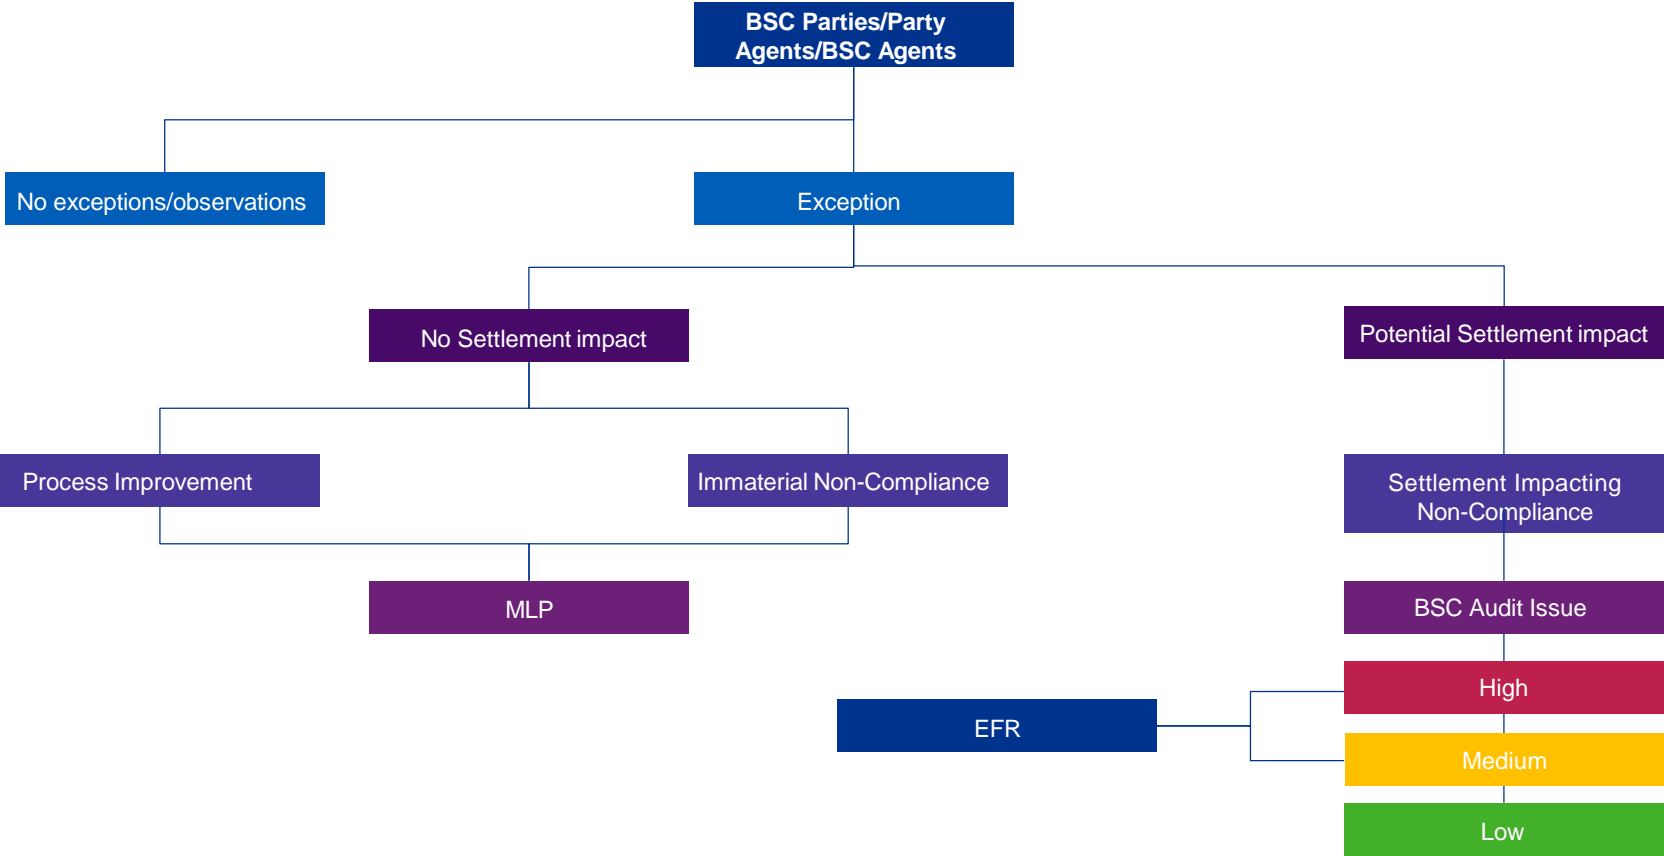 BSC Parties/Party
Agents/BSC Agents
No exceptions/observations
Exception
No Settlement impact
Potential Settlement impact
Process Improvement
Immaterial Non-Compliance
Settlement Impacting
Non-Compliance
MLP
BSC Audit Issue
High
EFR
Medium
Low